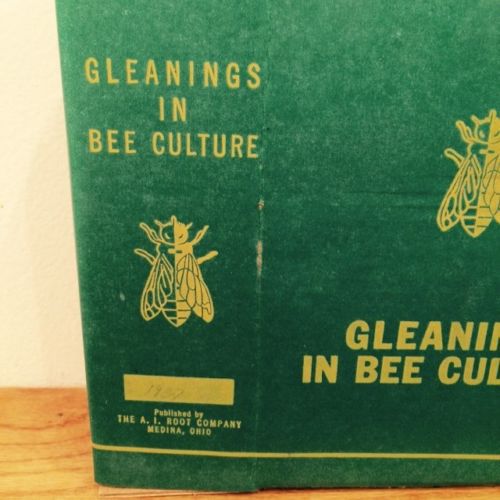 GLEANINGS
IN
BEE CULTURE
Published by
THE A. I. ROOT COMPANY
MEDINA, OHIO
GLEANIN
IN BEE CUL